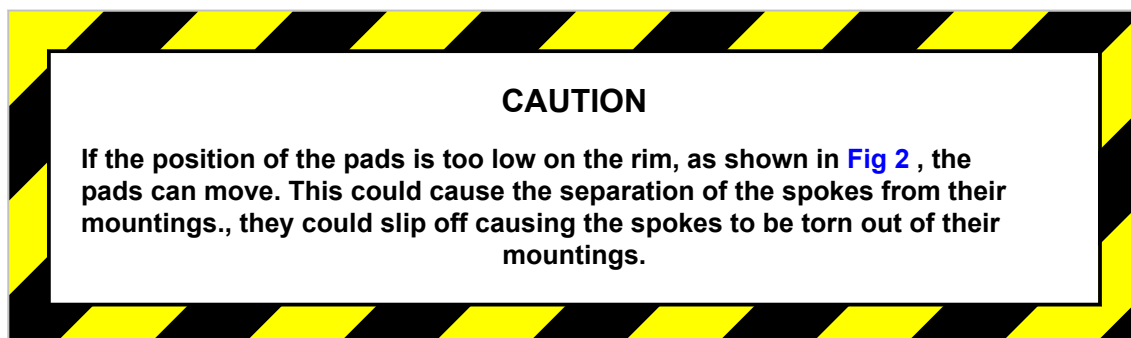 CAUTION
If the position of the pads is too low on the rim, as shown in Fig 2 , the
pads can move. This could cause the separation of the spokes from their
mountings., they could slip off causing the spokes to be torn out of their
mountings.